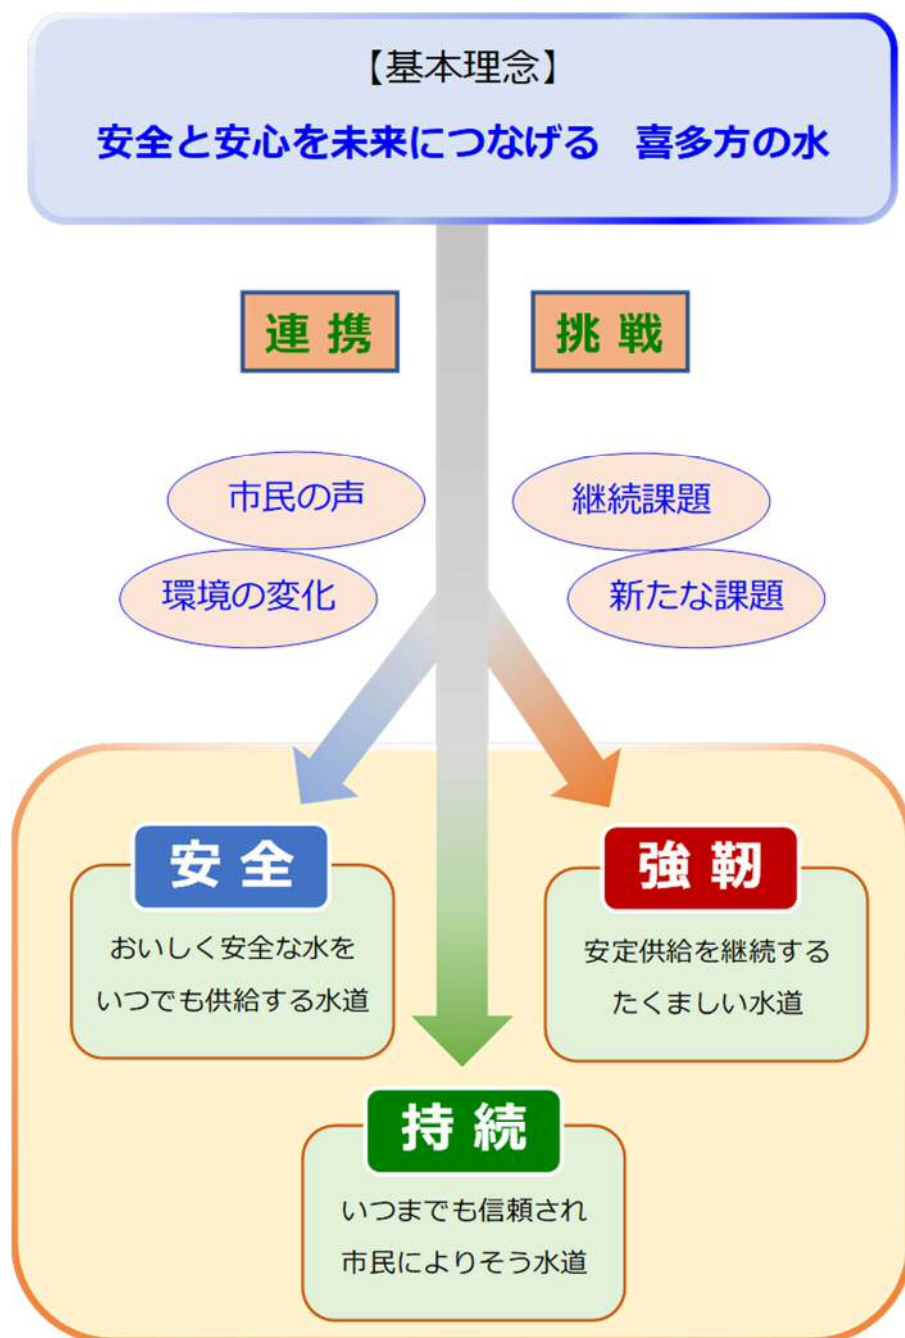 【基本理念】
安全と安心を未来につなげる　喜多方の水
連携
挑戦
市民の声
環境の変化
継続課題
新たな課題
安全
おいしく安全な水を
いつでも供給する水道
強靭
安定供給を継続する
たくましい水道
持続
いつまでも信頼され
市民によりそう水道